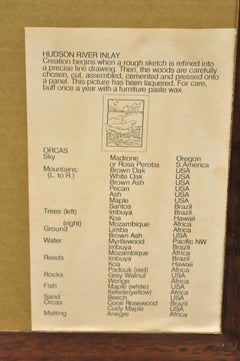 HUDSON RIVER INLAY
Creation begins when a rough sketch is refined into
a precise line drawing. Then, the woods are carefully
chosen, cut, assembled, cemented and pressed onto
a panel. This picture has been lacquered. For care,
buff once a year with a furniture paste wax.
ORCAS
Sky Madrone Oregon
or Rosa Peroba S.America
Mountains: Brown Oak USA
(L. to R.) White Oak USA
Brown Ash USA
Pecan USA
Ash USA
Maple USA
Santos Brazil
Trees (left) Imbuya Brazil
Koa Hawaii
(right) Mozambique Africa
Ground Limba Africa
Brown Ash USA
Water Myrtlewood Pacific NW
Imbuya Brazil
Reeds Imbuya Brazil
Koa Hawaii
Padouk (red) Africa
Rocks Grey Walnut USA
Wenge Africa
Fish Maple (white) USA
Kekele(yellow) Africa
Sand Beech USA
Orcas Coral Rosewood Brazil
Curly Maple USA
Matting Anegre Africa